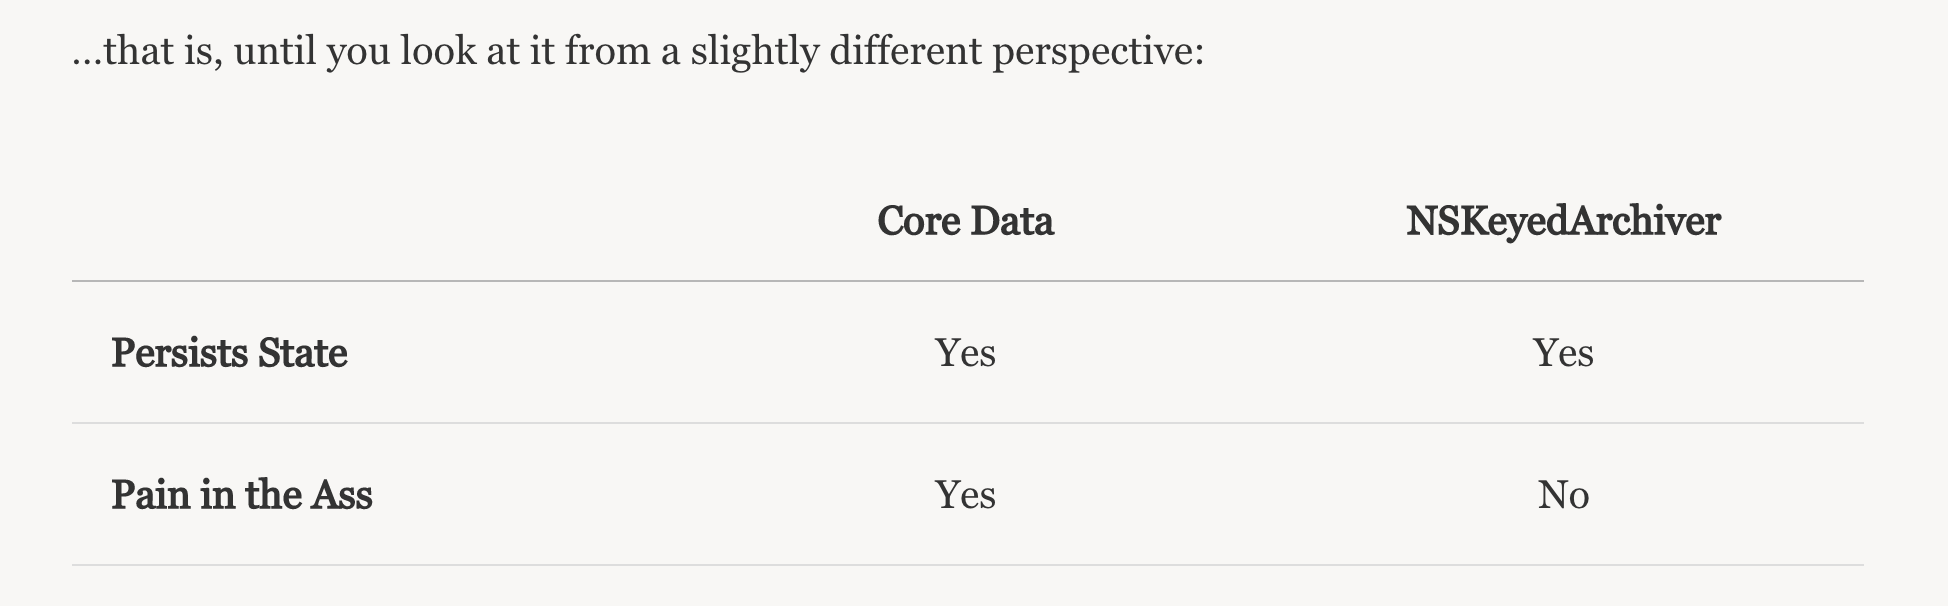 ...that is, until you look at it from a slightly different perspective:
Core Data NSKeyedArchiver
Persists State Yes Yes
Pain in the Ass Yes No